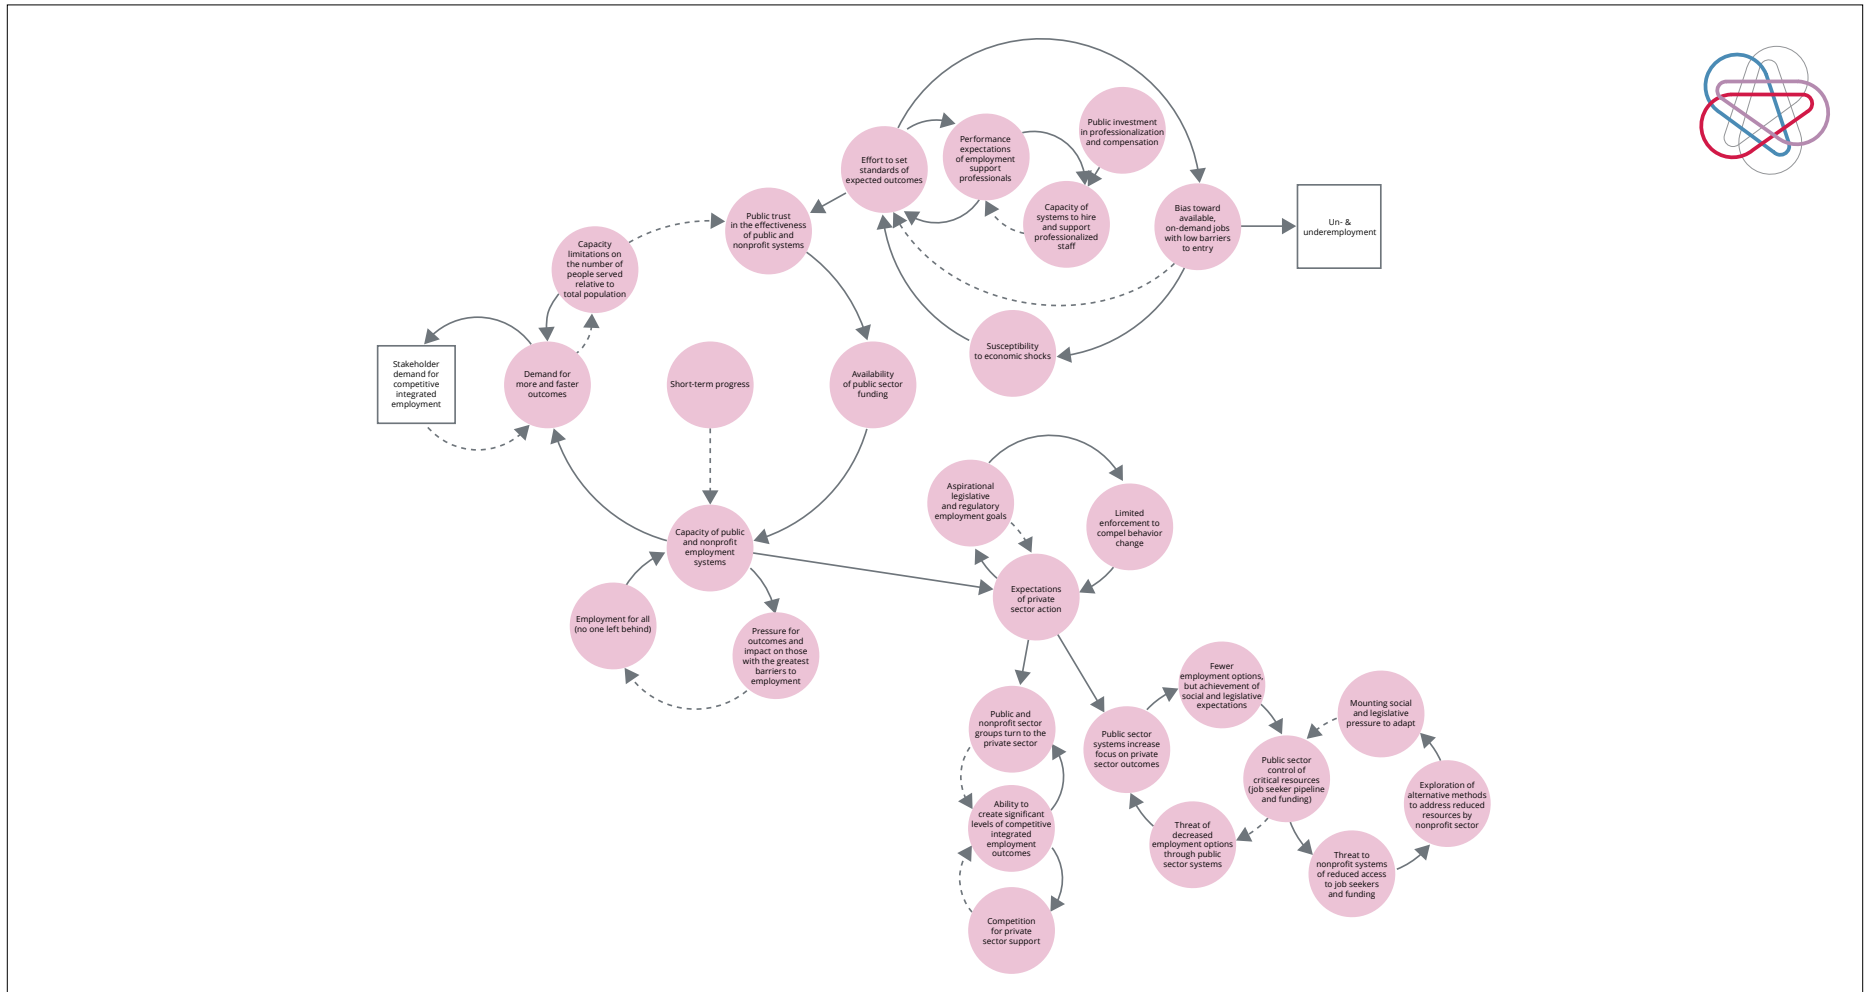 Public investment
in professionalization
and compensation
Performance
expectations
of employment
support
professionals
Effort to set
standards of
expected outcomes
Capacity of
systems to hire
and support
professionalized
staff
Bias toward
available,
on-demand jobs
with low barriers
to entry
Un- &
underemployment
Public trust
in the effectiveness
of public and
nonprofit systems
Capacity
limitations on
the number of
people served
relative to
total population
Susceptibility
to economic shocks
Stakeholder
demand for
competitive
integrated
employment
Demand for
more and faster
outcomes
Short-term progress
Availability
of public sector
funding
Aspirational
legislative
and regulatory
employment goals
Limited
enforcement to
compel behavior
change
Capacity of public
and nonprofit
employment
systems
Expectations
of private
sector action
Employment for all
(no one left behind)
Pressure for
outcomes and
impact on those
with the greatest
barriers to
employment
Fewer
employment options,
but achievement of
social and legislative
expectations
Mounting social
and legislative
pressure to adapt
Public and
nonprofit sector
groups turn to the
private sector
Public sector
systems increase
focus on private
sector outcomes
Public sector
control of
critical resources
(job seeker pipeline
and funding)
Exploration of
alternative methods
to address reduced
resources by
nonprofit sector
Ability to
create significant
levels of competitive
integrated
employment
outcomes
Threat of
decreased
employment options
through public
sector systems
Threat to
nonprofit systems
of reduced access
to job seekers
and funding
Competition
for private
sector support